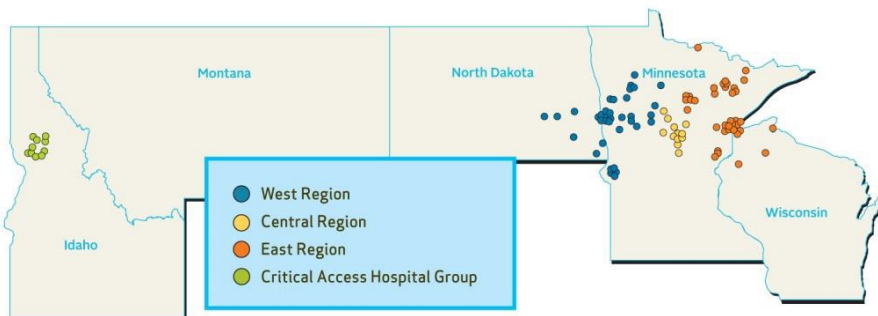 Montana
North Dakota
Minnesota
West Region
Central Region
East Region
Critical Access Hospital Group
Wisconsin
Idaho